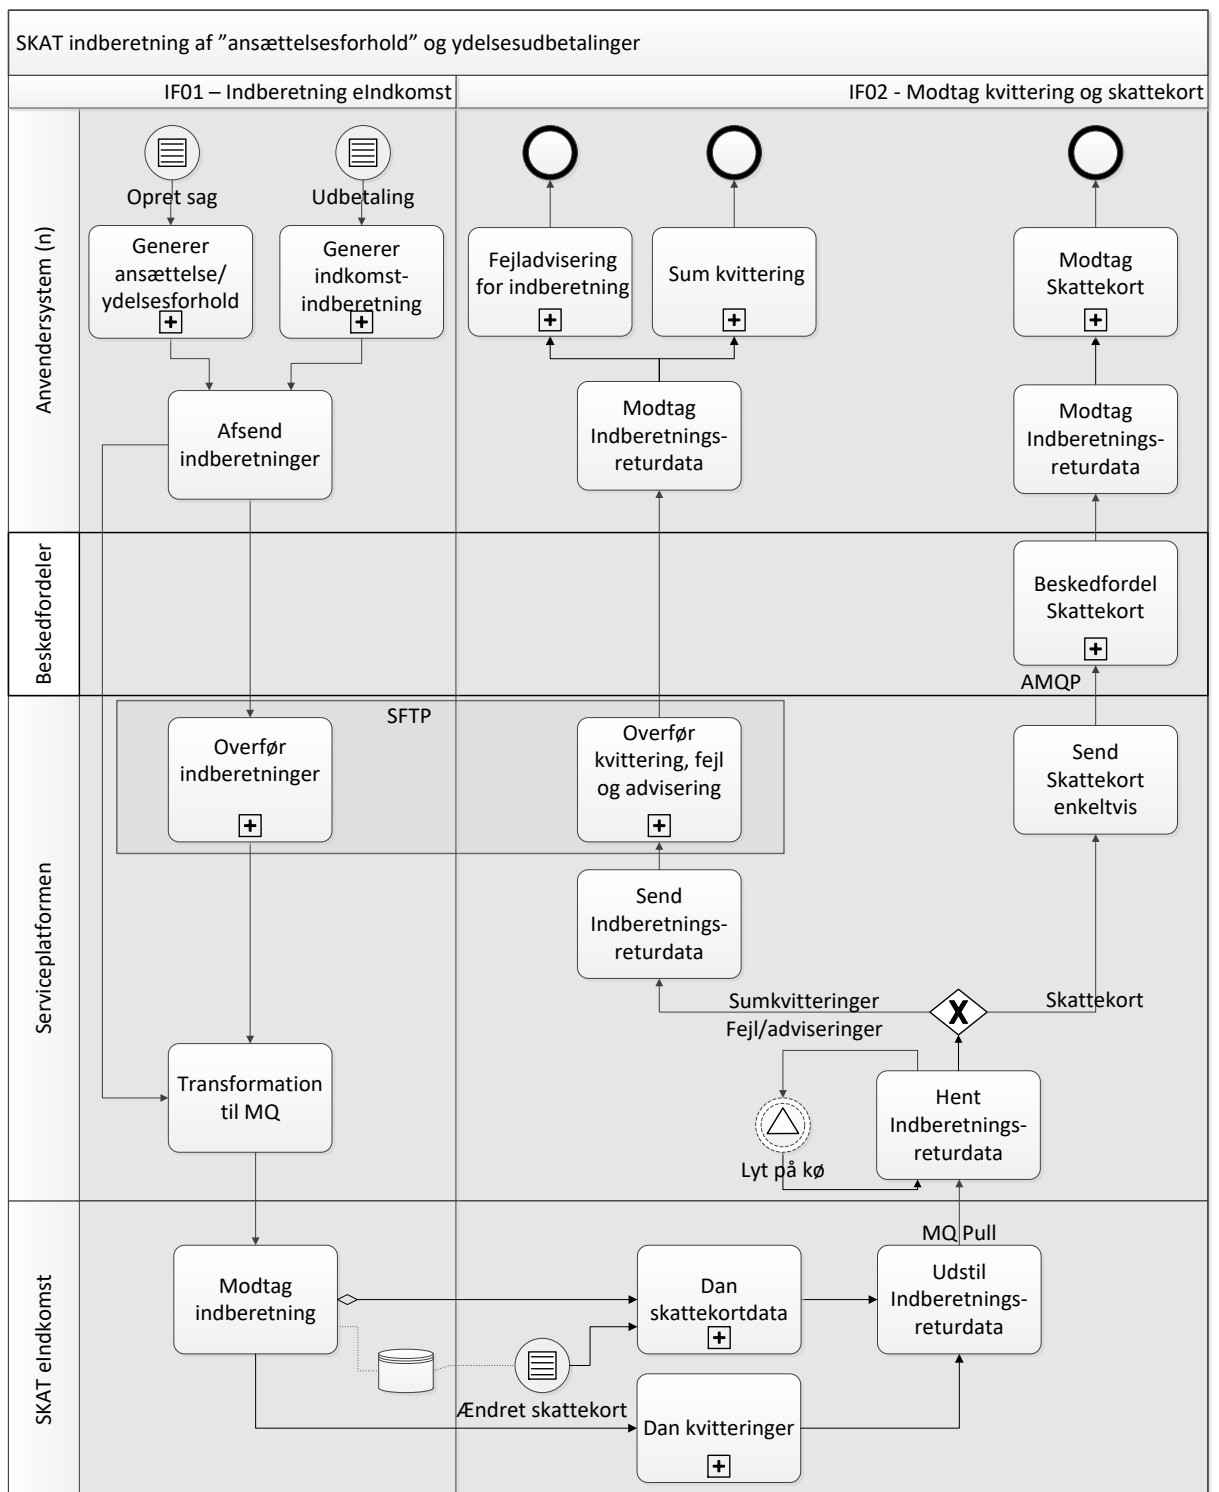 SKAT indberetning af ”ansættelsesforhold” og ydelsesudbetalinger
IF01 – Indberetning eIndkomst
IF02 - Modtag kvittering og skattekort
Anvendersystem (n)
Opret sag
Udbetaling
Generer
ansættelse/
ydelsesforhold
Generer
indkomst-
indberetning
Fejladvisering
for indberetning
Sum kvittering
Modtag
Skattekort
Afsend
indberetninger
Modtag
Indberetnings-
returdata
Modtag
Indberetnings-
returdata
Beskedfordeler
Beskedfordel
Skattekort
AMQP
Serviceplatformen
SFTP
Overfør
indberetninger
Overfør
kvittering, fejl
og advisering
Send
Skattekort
enkeltvis
Send
Indberetnings-
returdata
Sumkvitteringer
Fejl/adviseringer
X
Skattekort
Transformation
til MQ
Lyt på kø
Hent
Indberetnings-
returdata
SKAT eIndkomst
MQ Pull
Modtag
indberetning
Dan
skattekortdata
Udstil
Indberetnings-
returdata
Ændret skattekort
Dan kvitteringer